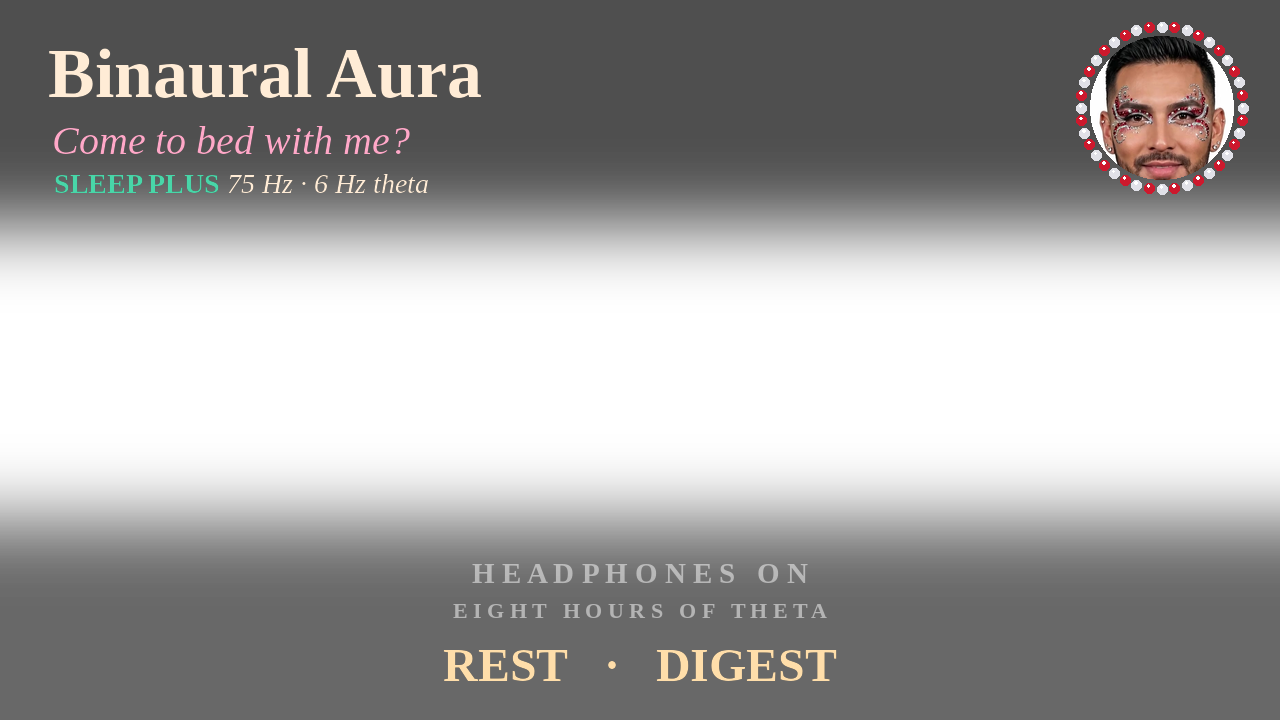 Binaural Aura
Come to bed with me?
SLEEP PLUS 75 Hz · 6 Hz theta
HEADPHONES ON
EIGHT HOURS OF THETA
REST · DIGEST